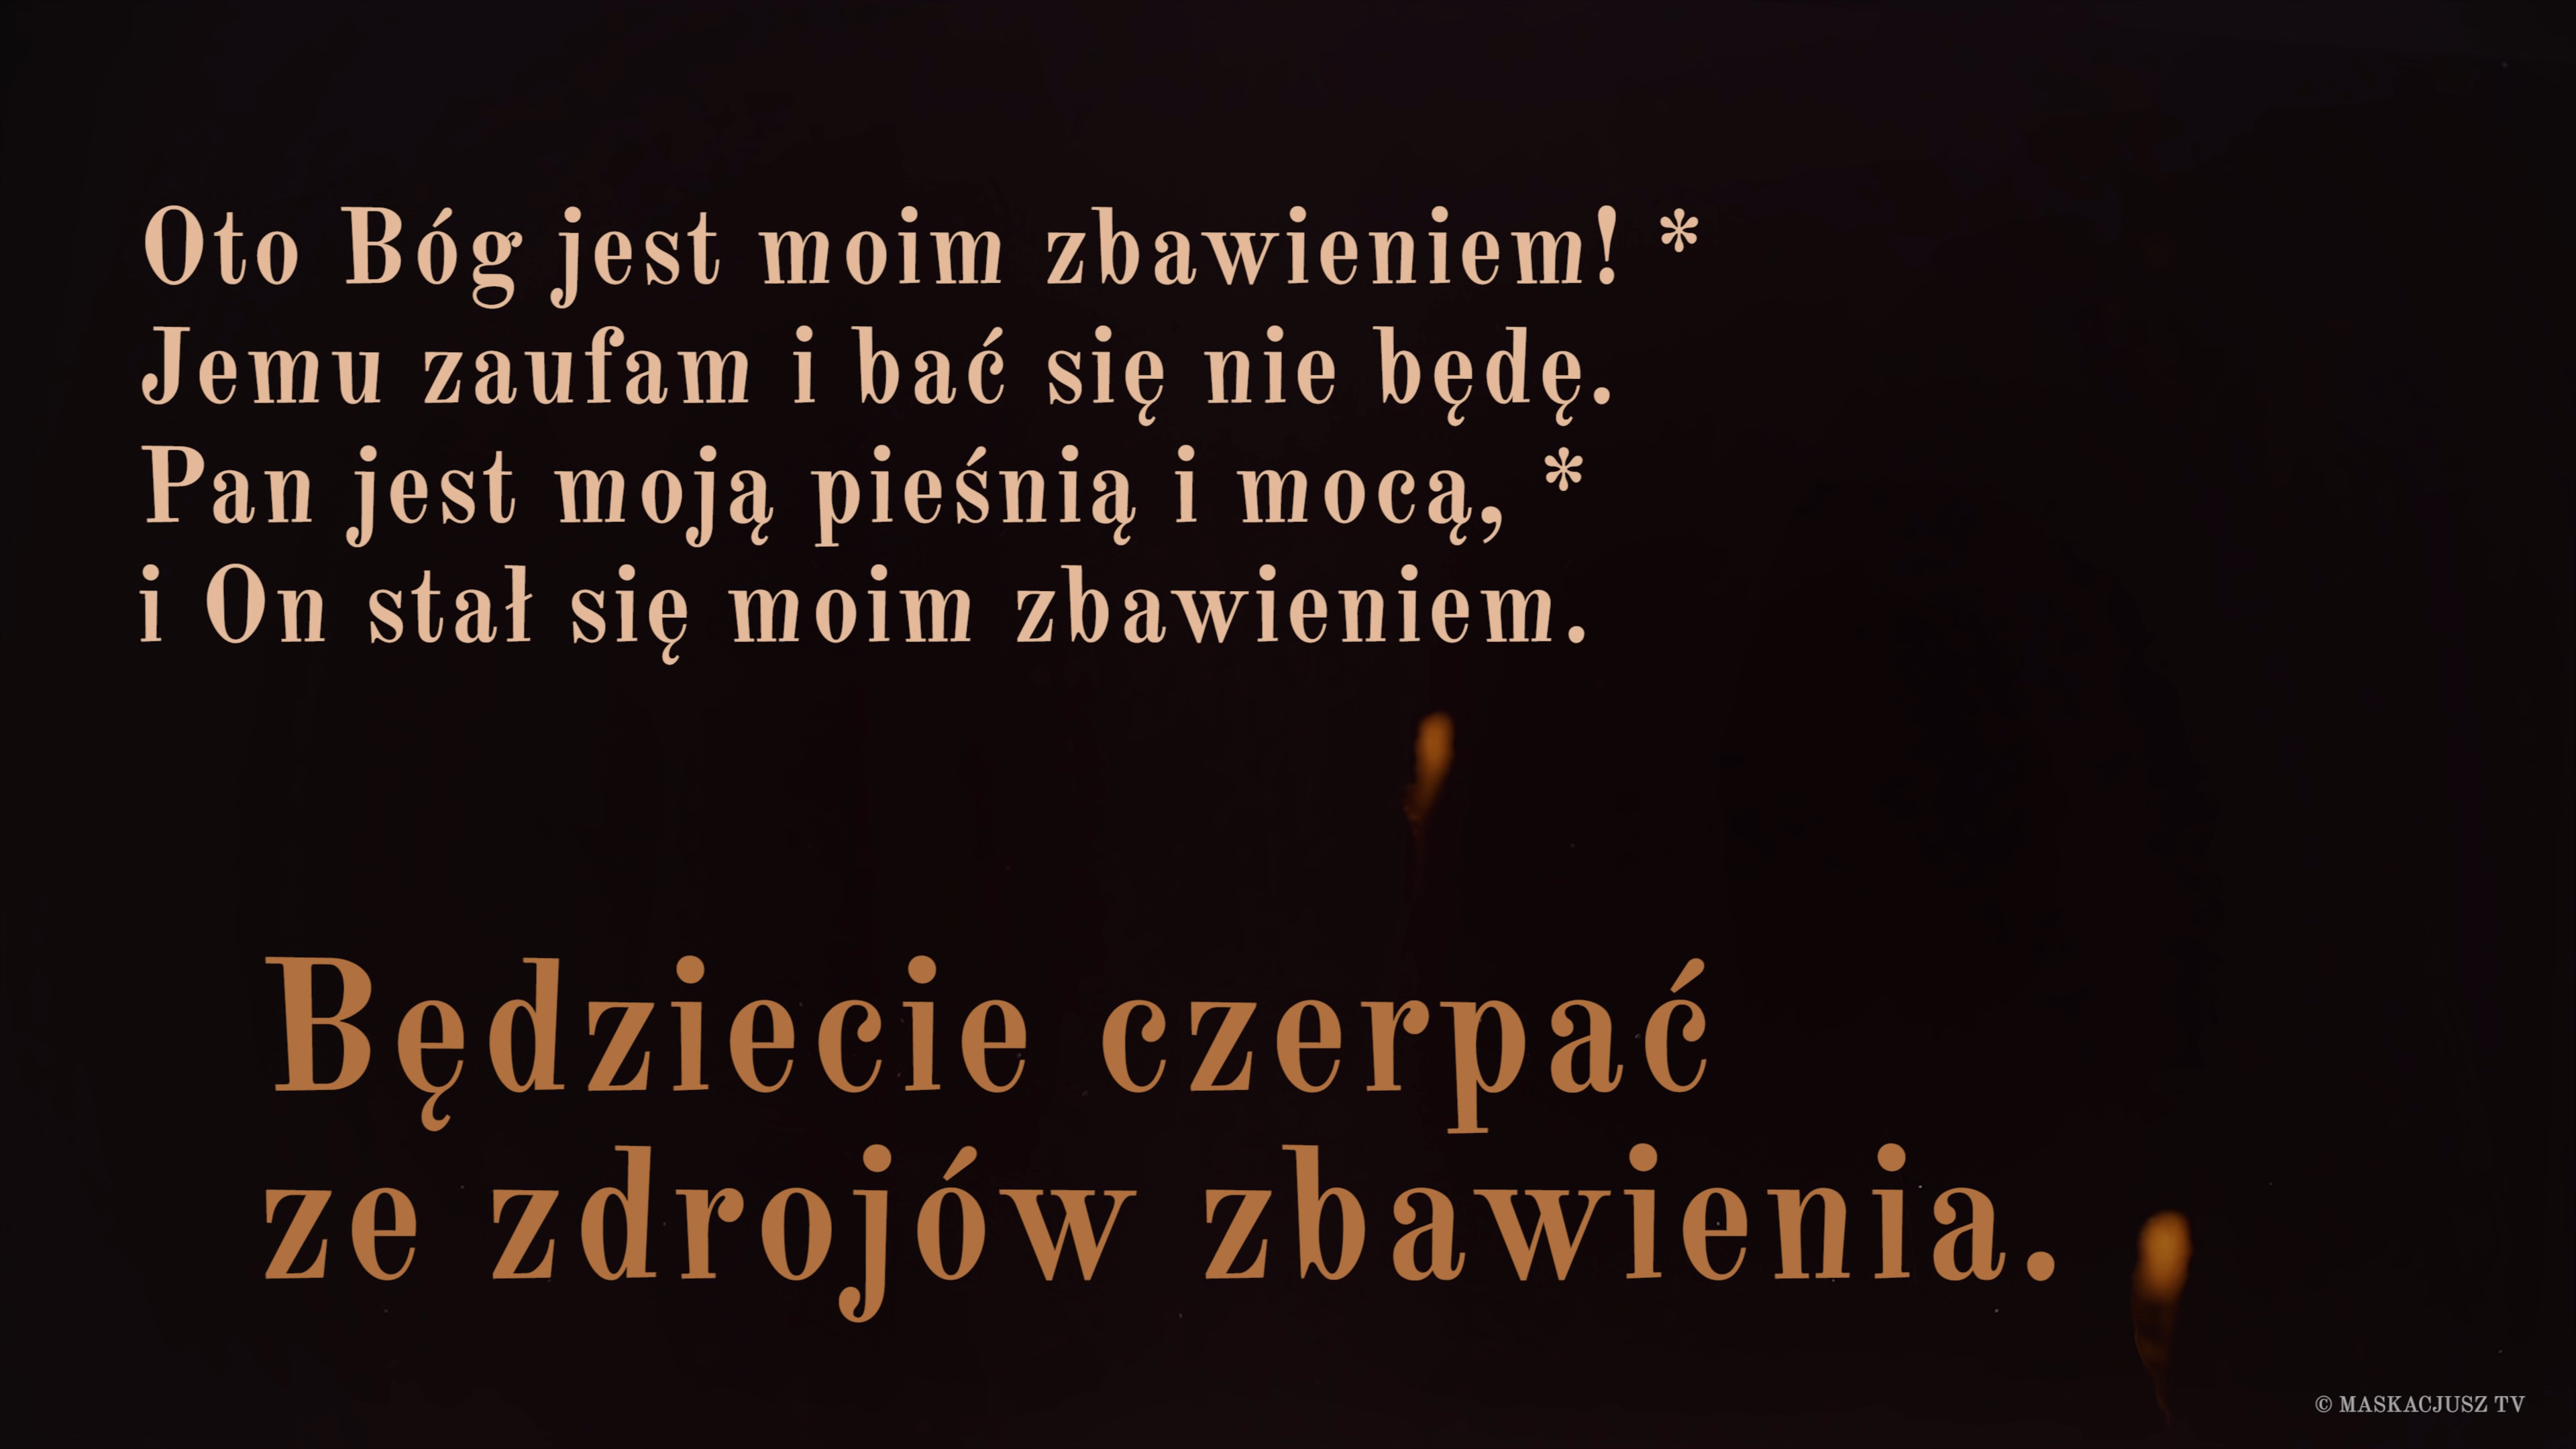 Oto Bóg jest moim zbawieniem! *
Jemu zaufam i bać się nie będę.
Pan jest moją pieśnią i mocą, *
i On stał się moim zbawieniem.
Będziecie czerpać
ze zdrojów zbawienia.
© MASKACJUSZ TV